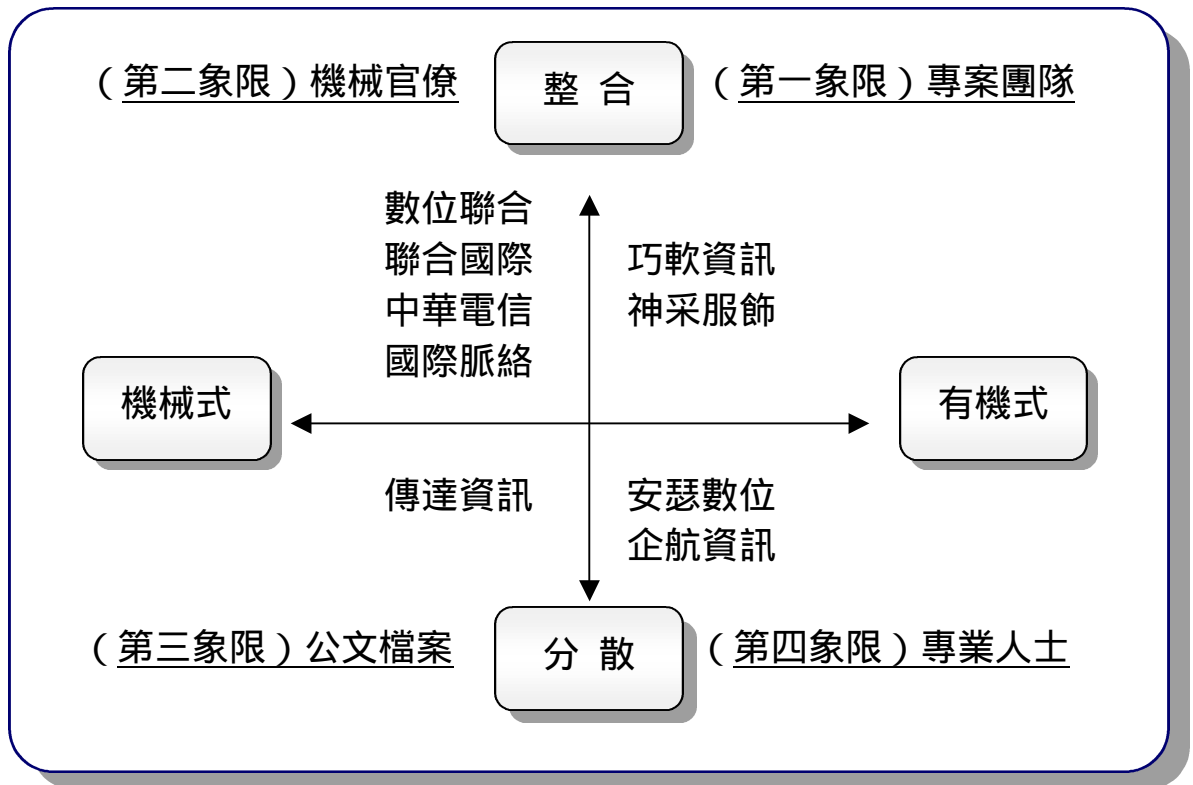 （第二象限）機械官僚
整 合
（第一象限）專案團隊
數位聯合
聯合國際
中華電信
國際脈絡
巧軟資訊
神采服飾
機械式
有機式
傳達資訊
安瑟數位
企航資訊
（第三象限）公文檔案
分 散
（第四象限）專業人士